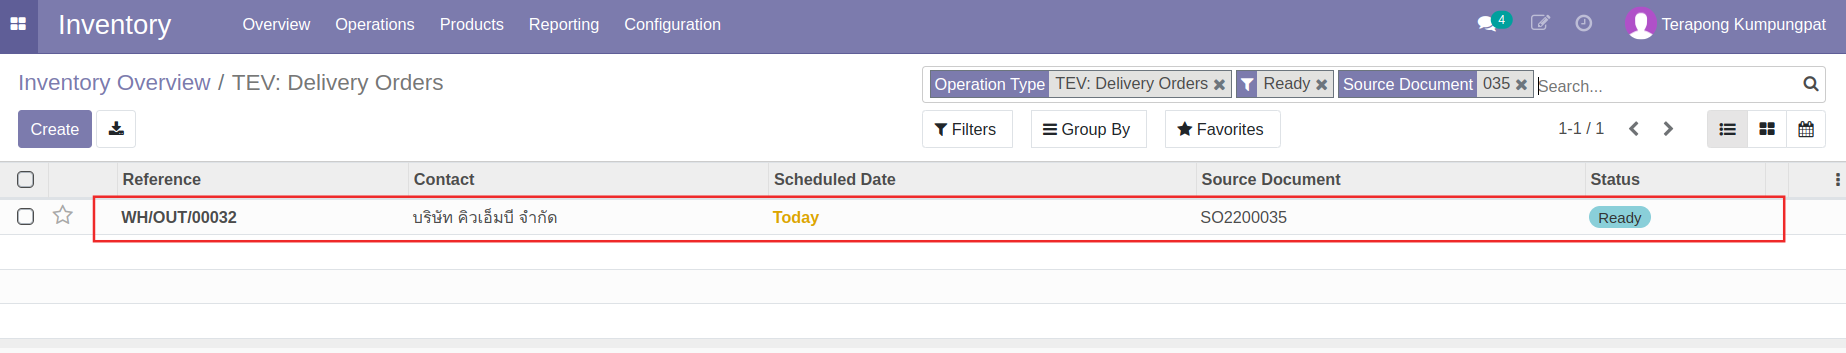 Inventory Overview Operations Products Reporting Configuration 4 Terapong Kumpungpat
Inventory Overview / TEV: Delivery Orders
Operation Type TEV: Delivery Orders Ready Source Document 035 Search...
Create Filters Group By Favorites 1-1 / 1
Reference Contact Scheduled Date Source Document Status
WH/OUT/00032 บริษัท คิวเอ็มบี จำกัด Today SO2200035 Ready